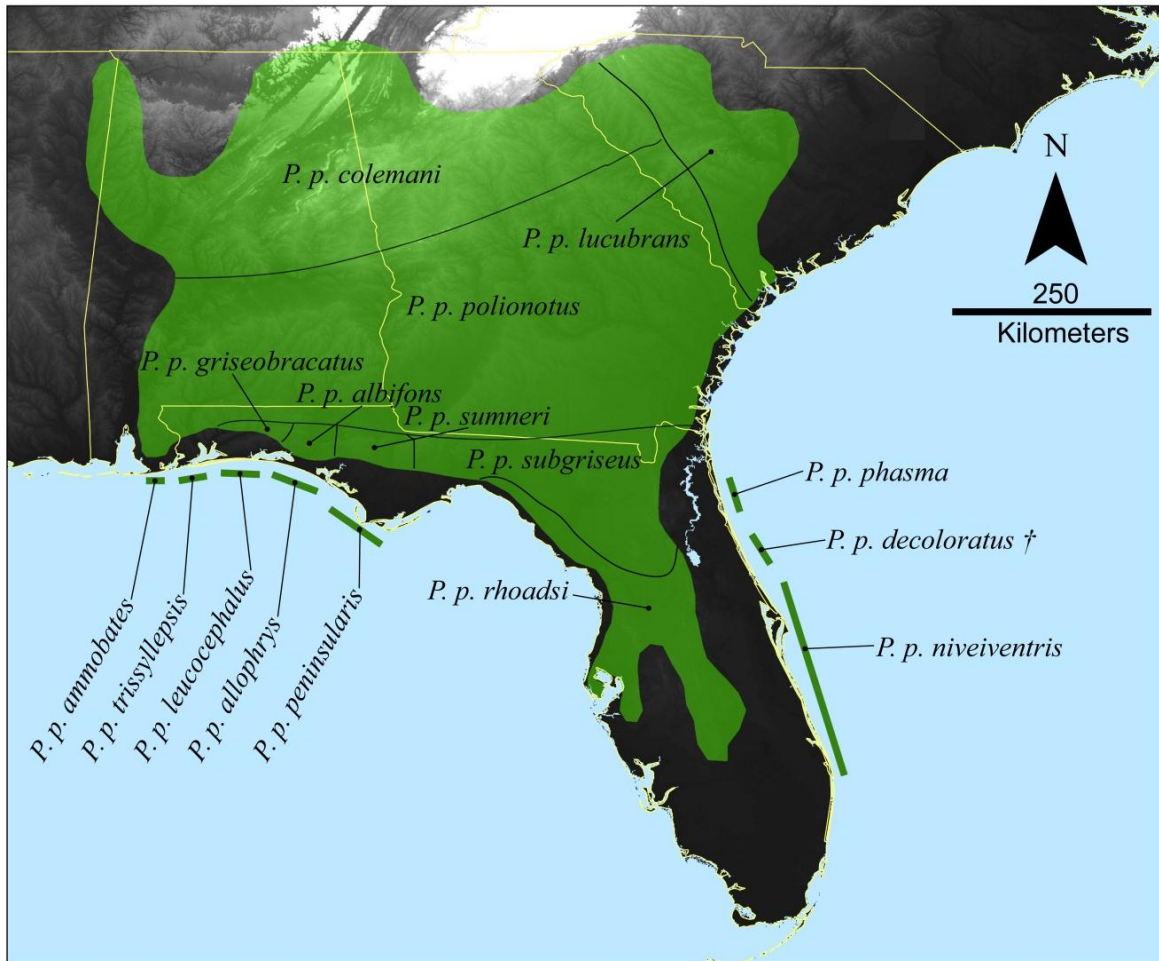 P. p. colemani
N
P. p. lucubrans
250
Kilometers
P. p. polionotus
P. p. griseobracatus
P. p. albifons
P. p. sumneri
P. p. subgriseus
P. p. phasma
P. p. decoloratus †
P. p. rhoadsi
P. p. niveiventris
P. p. ammobates
P. p. trissyllepsis
P. p. leucocephalus
P. p. allophrys
P. p. peninsularis